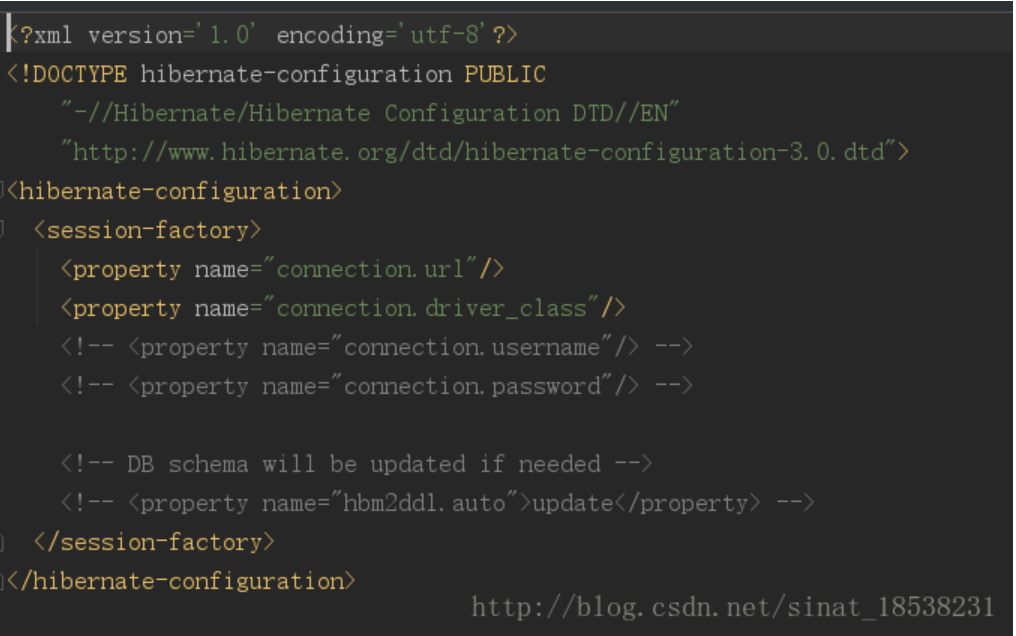 <?xml version='1.0' encoding='utf-8'?>
<!DOCTYPE hibernate-configuration PUBLIC
    "-//Hibernate/Hibernate Configuration DTD//EN"
    "http://www.hibernate.org/dtd/hibernate-configuration-3.0.dtd">
<hibernate-configuration>
  <session-factory>
    <property name="connection.url"/>
    <property name="connection.driver_class"/>
    <!-- <property name="connection.username"/> -->
    <!-- <property name="connection.password"/> -->

    <!-- DB schema will be updated if needed -->
    <!-- <property name="hbm2ddl.auto">update</property> -->
  </session-factory>
</hibernate-configuration>
http://blog.csdn.net/sinat_18538231